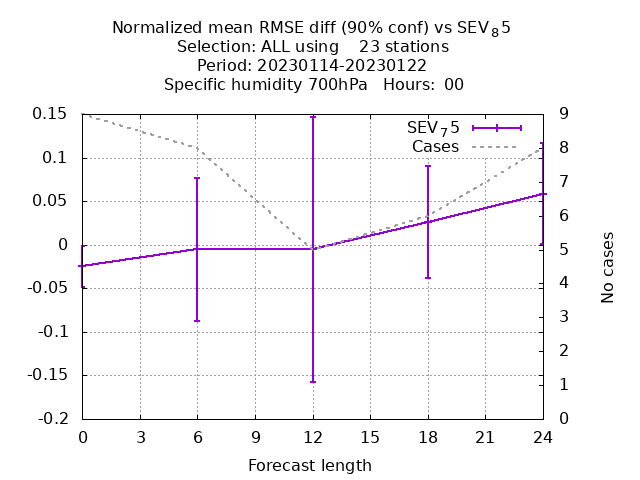 Normalized mean RMSE diff (90% conf) vs SEV₈5
Selection: ALL using    23 stations
Period: 20230114-20230122
Specific humidity 700hPa   Hours:  00
SEV₇5
Cases
0.15
0.1
0.05
0
-0.05
-0.1
-0.15
-0.2
9
8
7
6
5
4
3
2
1
0
No cases
0 3 6 9 12 15 18 21 24
Forecast length